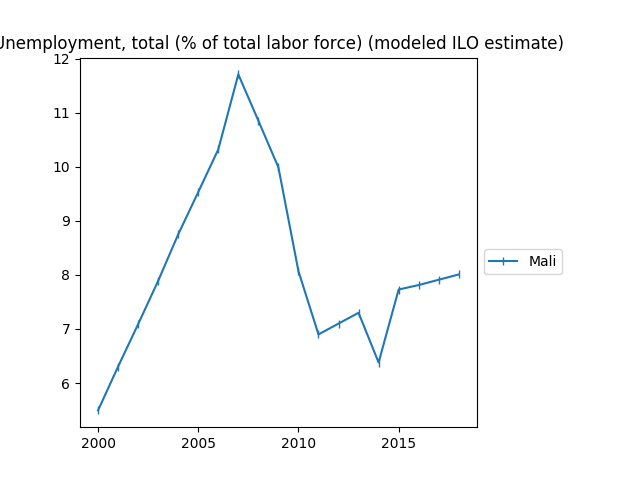 Unemployment, total (% of total labor force) (modeled ILO estimate)
12
11
10
9
8
7
6
Mali
2000 2005 2010 2015